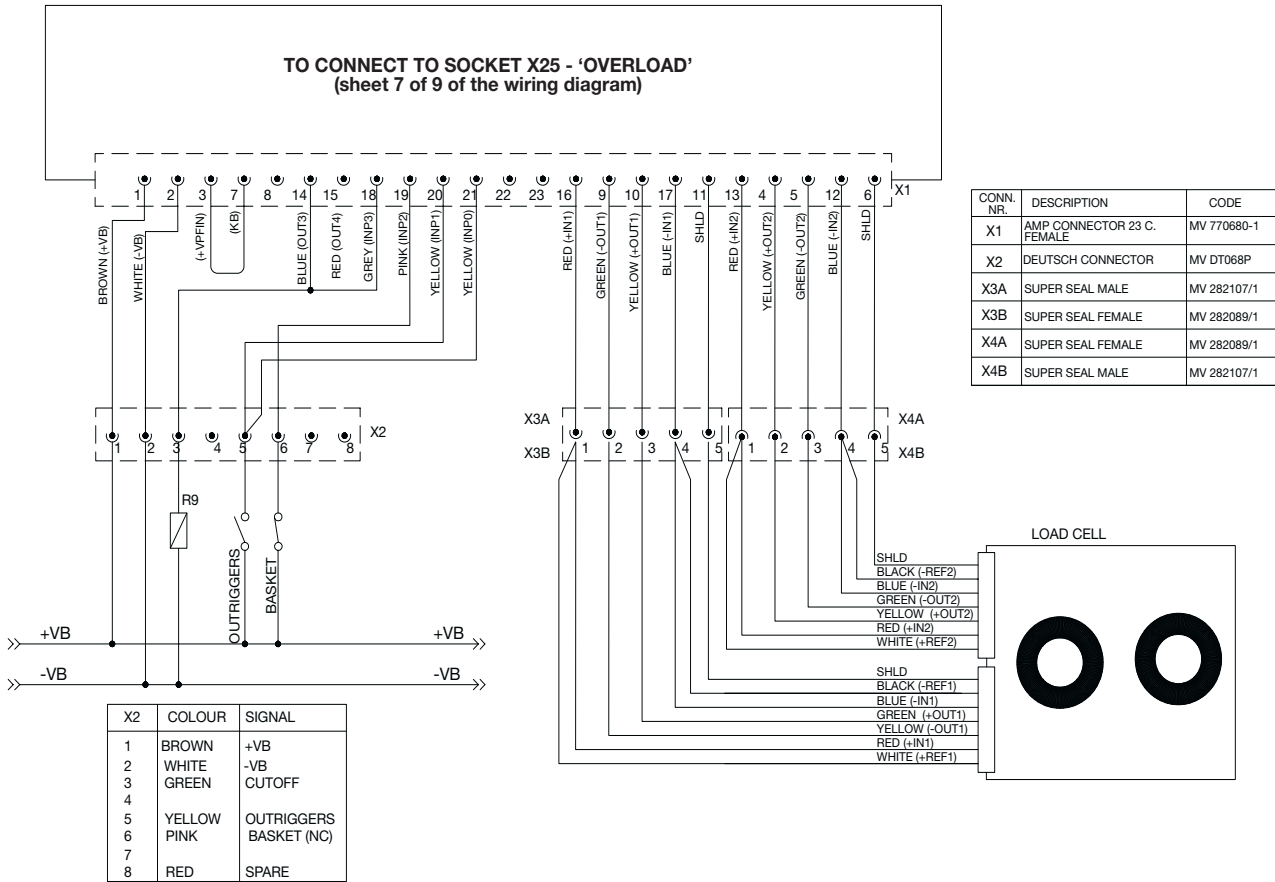 TO CONNECT TO SOCKET X25 - ‘OVERLOAD’
(sheet 7 of 9 of the wiring diagram)
1 2 3 7 8 14 15 18 19 20 21 22 23 16 9 10 17 11 13 4 5 12 6 X1
BROWN (+VB)
WHITE (-VB)
(+VPFIN)
(KB)
BLUE (OUT3)
RED (OUT4)
GREY (INP3)
PINK (INP2)
YELLOW (INP1)
YELLOW (INP0)
RED (+IN1)
GREEN (-OUT1)
YELLOW (+OUT1)
BLUE (-IN1)
SHLD
RED (+IN2)
YELLOW (+OUT2)
GREEN (-OUT2)
BLUE (-IN2)
SHLD
CONN. NR. DESCRIPTION CODE
X1 AMP CONNECTOR 23 C. FEMALE MV 770680-1
X2 DEUTSCH CONNECTOR MV DT068P
X3A SUPER SEAL MALE MV 282107/1
X3B SUPER SEAL FEMALE MV 282089/1
X4A SUPER SEAL FEMALE MV 282089/1
X4B SUPER SEAL MALE MV 282107/1
1 2 3 4 5 6 7 8 X2
X3A
X3B
1 2 3 4 5
X4A
1 2 3 4 5
X4B
R9
OUTRIGGERS
BASKET
+VB +VB
-VB -VB
LOAD CELL
SHLD
BLACK (-REF2)
BLUE (-IN2)
GREEN (-OUT2)
YELLOW (+OUT2)
RED (+IN2)
WHITE (+REF2)
SHLD
BLACK (-REF1)
BLUE (-IN1)
GREEN (+OUT1)
YELLOW (-OUT1)
RED (+IN1)
WHITE (+REF1)
X2 COLOUR SIGNAL
1 BROWN +VB
2 WHITE -VB
3 GREEN CUTOFF
4
5 YELLOW OUTRIGGERS
6 PINK BASKET (NC)
7
8 RED SPARE